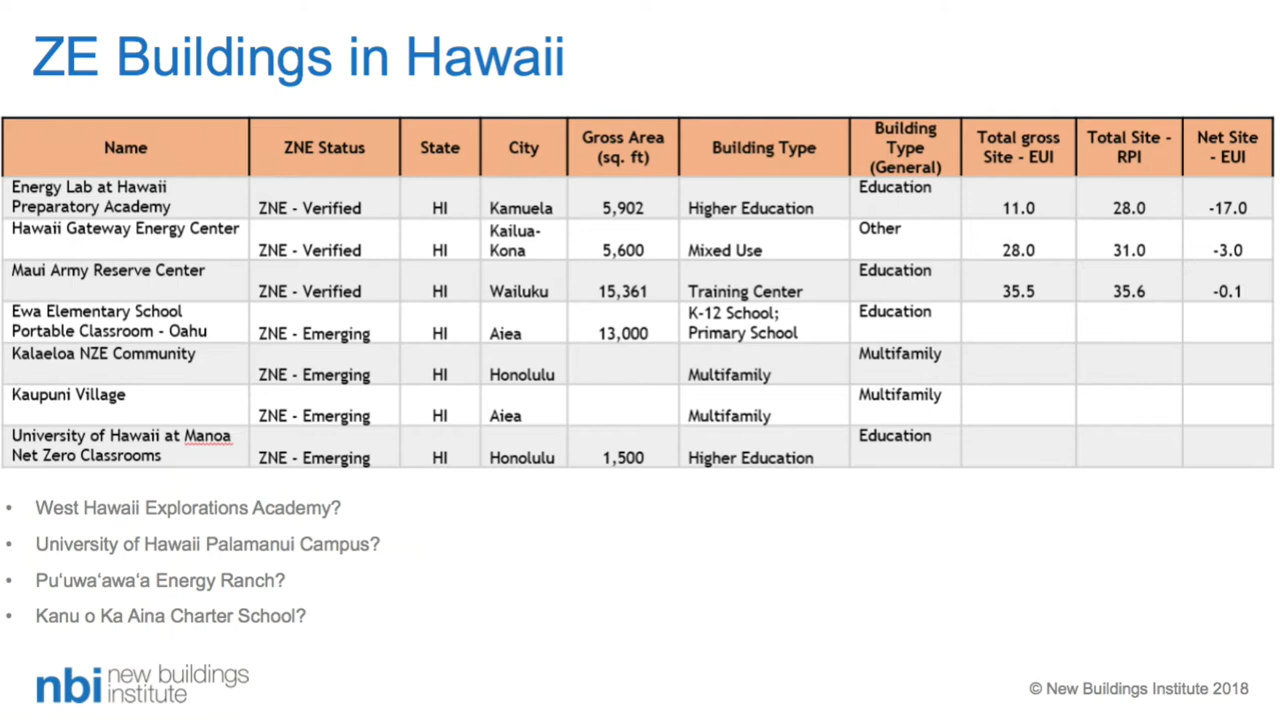 ZE Buildings in Hawaii
Name ZNE Status State City Gross Area (sq. ft) Building Type Building Type (General) Total gross Site - EUI Total Site - RPI Net Site - EUI
Energy Lab at Hawaii Preparatory Academy ZNE - Verified HI Kamuela 5,902 Higher Education Education 11.0 28.0 -17.0
Hawaii Gateway Energy Center ZNE - Verified HI Kailua-Kona 5,600 Mixed Use Other 28.0 31.0 -3.0
Maui Army Reserve Center ZNE - Verified HI Wailuku 15,361 Training Center Education 35.5 35.6 -0.1
Ewa Elementary School Portable Classroom - Oahu ZNE - Emerging HI Aiea 13,000 K-12 School; Primary School Education
Kalaeloa NZE Community ZNE - Emerging HI Honolulu Multifamily Multifamily
Kaupuni Village ZNE - Emerging HI Aiea Multifamily Multifamily
University of Hawaii at Manoa Net Zero Classrooms ZNE - Emerging HI Honolulu 1,500 Higher Education Education
• West Hawaii Explorations Academy?
• University of Hawaii Palamanui Campus?
• Pu‘uwa‘awa‘a Energy Ranch?
• Kanu o Ka Aina Charter School?
nbi new buildings institute
© New Buildings Institute 2018